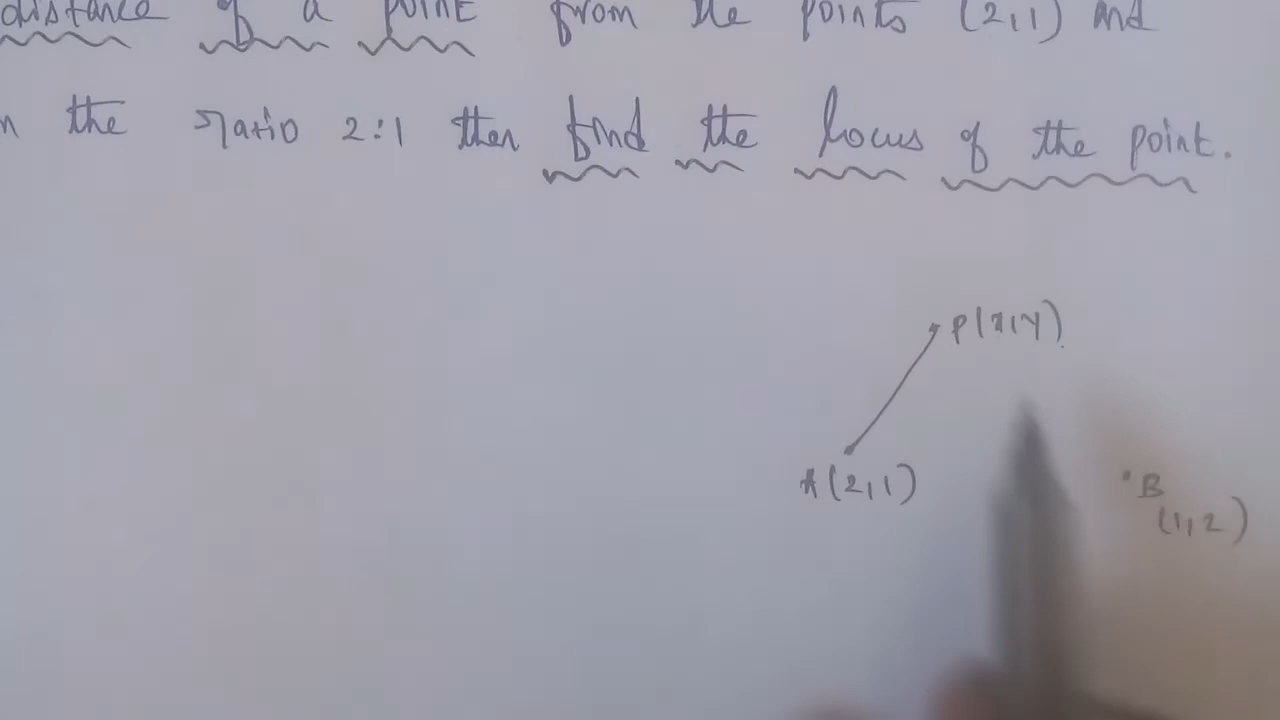 distance of a point from the points (2,1) and
n the ratio 2:1 then find the locus of the point.
P(x,y)
A(2,1)
B
(1,2)